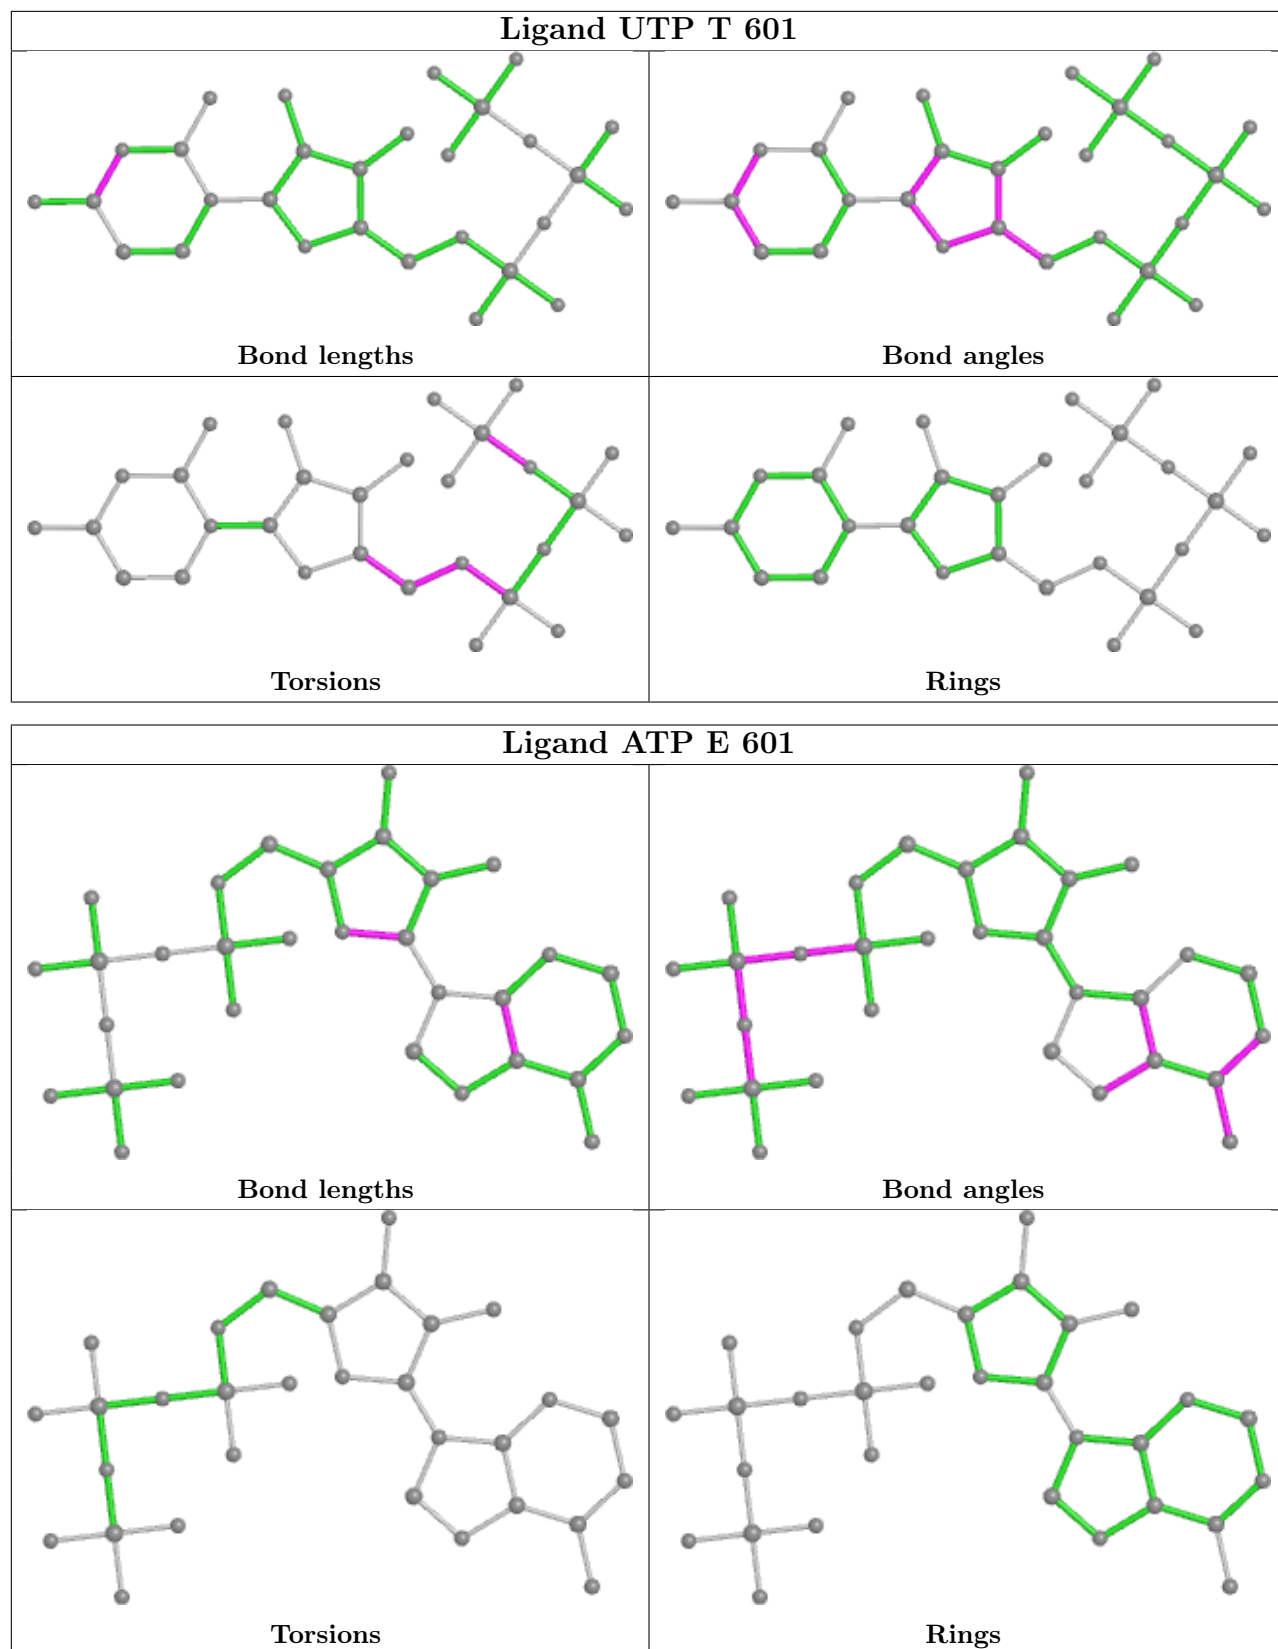 Ligand UTP T 601
Bond lengths
Bond angles
Torsions
Rings
Ligand ATP E 601
Bond lengths
Bond angles
Torsions
Rings